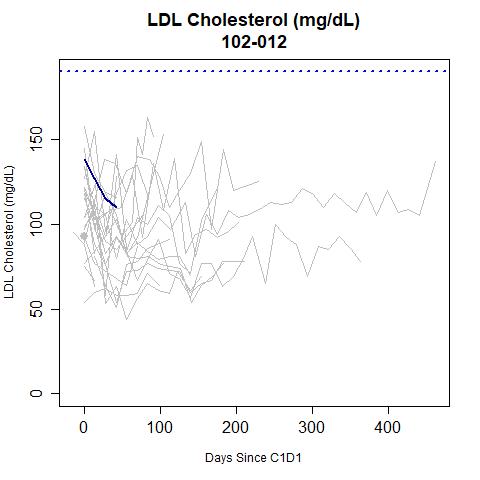 LDL Cholesterol (mg/dL)
102-012
LDL Cholesterol (mg/dL)
150
100
50
0
0 100 200 300 400
Days Since C1D1